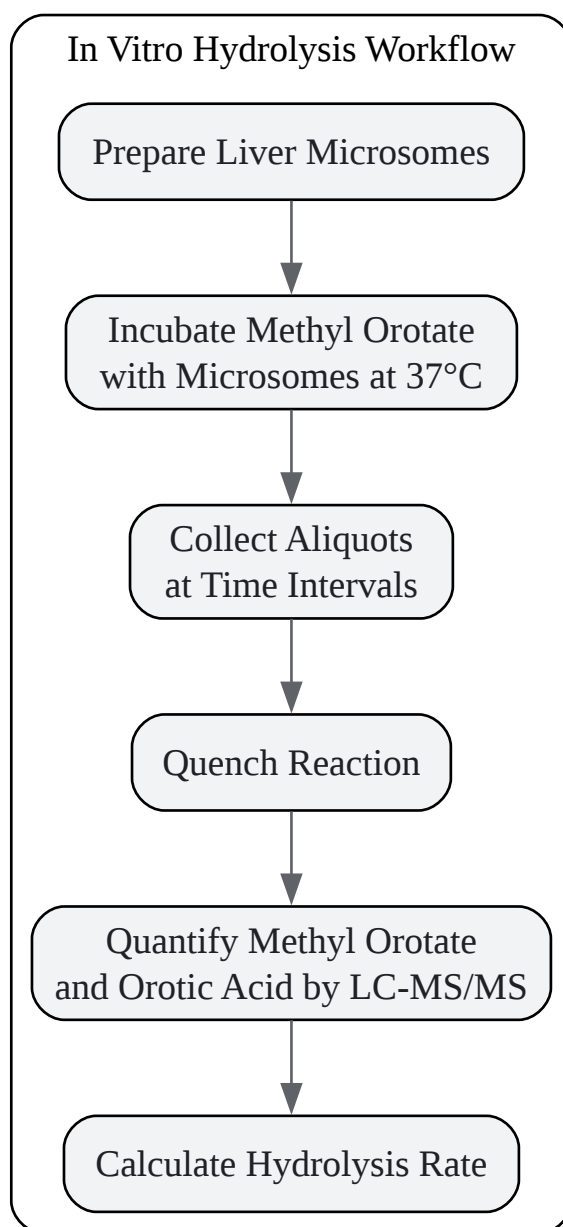 In Vitro Hydrolysis Workflow
Prepare Liver Microsomes
Incubate Methyl Orotate
with Microsomes at 37°C
Collect Aliquots
at Time Intervals
Quench Reaction
Quantify Methyl Orotate
and Orotic Acid by LC-MS/MS
Calculate Hydrolysis Rate